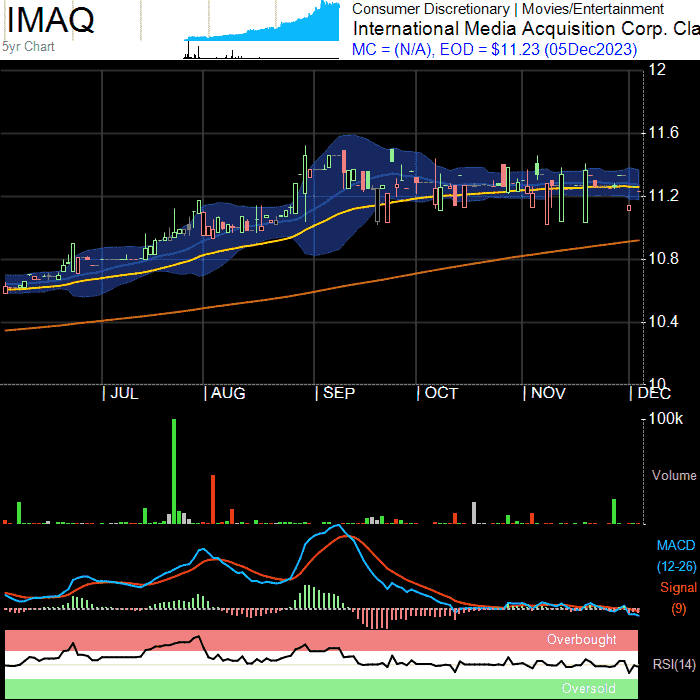 IMAQ
5yr Chart
Consumer Discretionary | Movies/Entertainment
International Media Acquisition Corp. Cla
MC = (N/A), EOD = $11.23 (05Dec2023)
12
11.6
11.2
10.8
10.4
10
| JUL | AUG | SEP | OCT | NOV | DEC
100k
Volume
MACD
(12-26)
Signal
(9)
Overbought
RSI(14)
Oversold